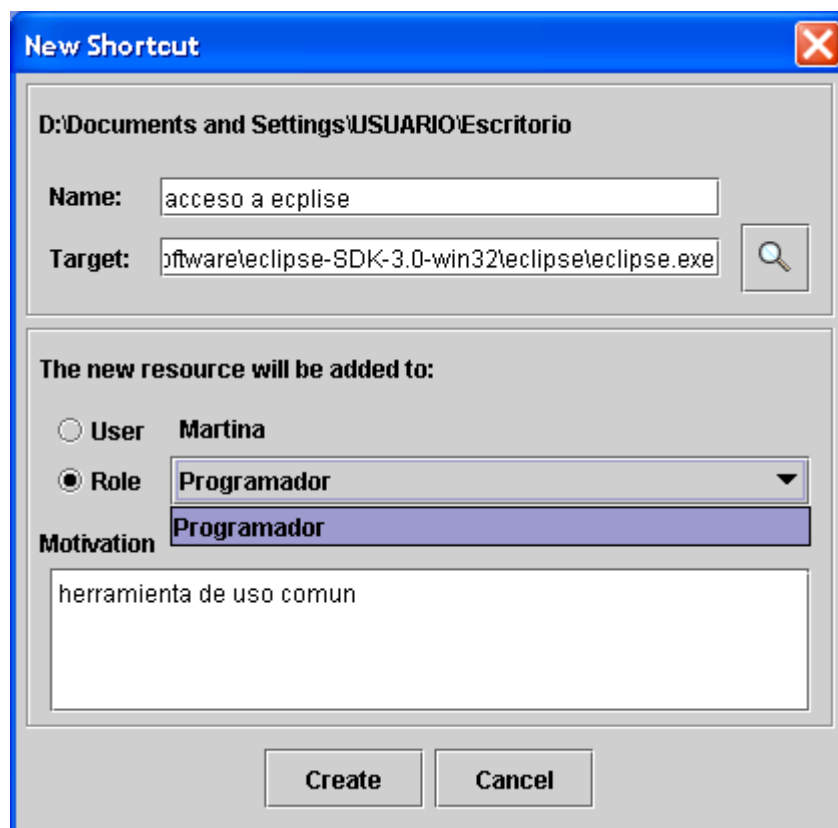 New Shortcut
D:\Documents and Settings\USUARIO\Escritorio
Name: acceso a ecplise
Target: oftware\eclipse-SDK-3.0-win32\eclipse\eclipse.exe
The new resource will be added to:
User Martina
Role Programador
Programador
Motivation
herramienta de uso comun
Create Cancel